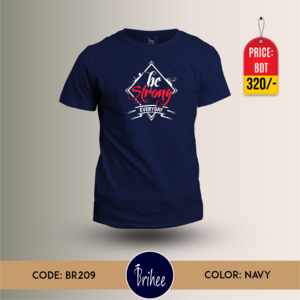 PRICE:
BDT
320/-
be
Strong
EVERYDAY
CODE: BR209
Brihee
COLOR: NAVY